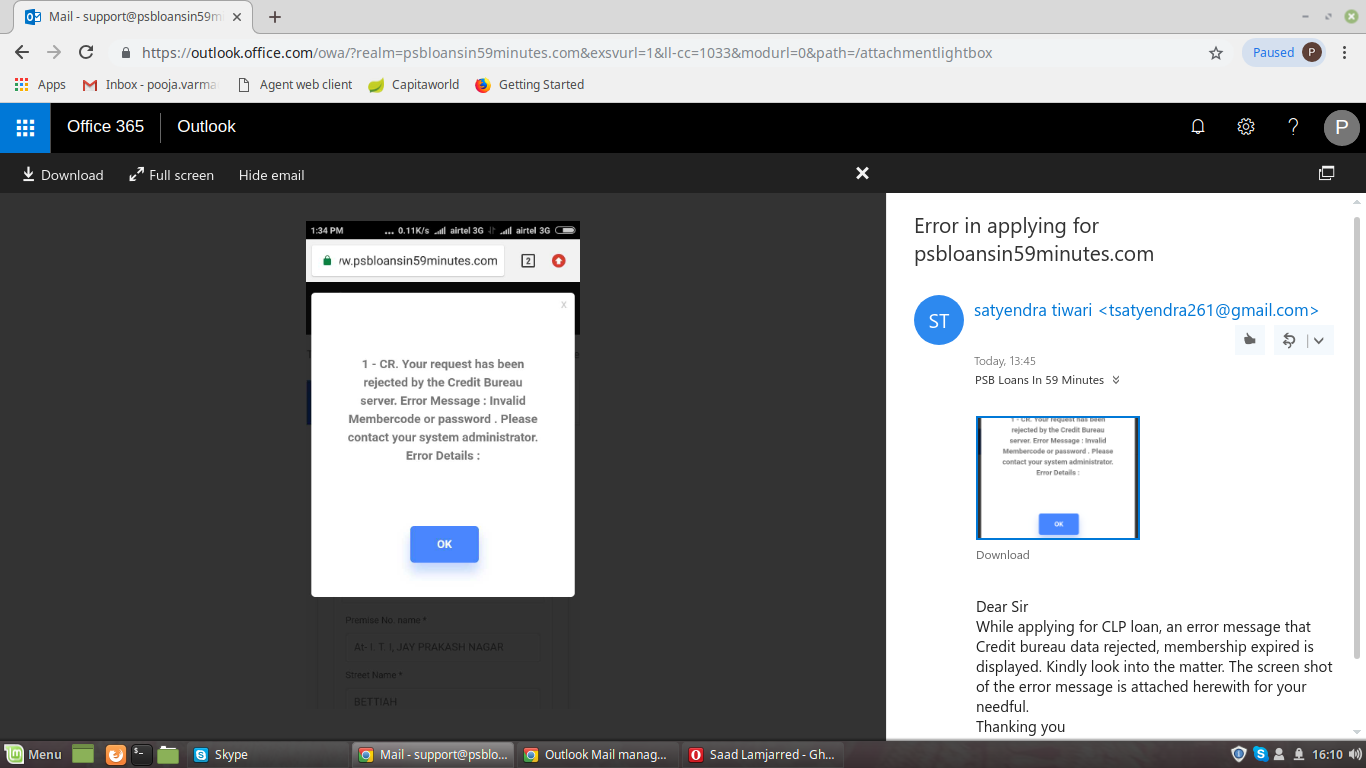 Mail - support@psbloansin59m
https://outlook.office.com/owa/?realm=psbloansin59minutes.com&exsvurl=1&ll-cc=1033&modurl=0&path=/attachmentlightbox
Paused P
Apps Inbox - pooja.varma Agent web client Capitaworld Getting Started
Office 365 Outlook ? P
Download Full screen Hide email
1:34 PM ... 0.11K/s airtel 3G airtel 3G
w.psbloansin59minutes.com 2
x
1 - CR. Your request has been
rejected by the Credit Bureau
server. Error Message : Invalid
Membercode or password . Please
contact your system administrator.
Error Details :
OK
Premise No. name *
At- I. T. I, JAY PRAKASH NAGAR
Street Name *
BETTIAH
Error in applying for
psbloansin59minutes.com
ST
satyendra tiwari <tsatyendra261@gmail.com>
Today, 13:45
PSB Loans In 59 Minutes
1 - CR. Your request has been
rejected by the Credit Bureau
server. Error Message : Invalid
Membercode or password . Please
contact your system administrator.
Error Details :
OK
Download
Dear Sir
While applying for CLP loan, an error message that
Credit bureau data rejected, membership expired is
displayed. Kindly look into the matter. The screen shot
of the error message is attached herewith for your
needful.
Thanking you
Menu Skype Mail - support@psblo... Outlook Mail manag... Saad Lamjarred - Gh... 16:10